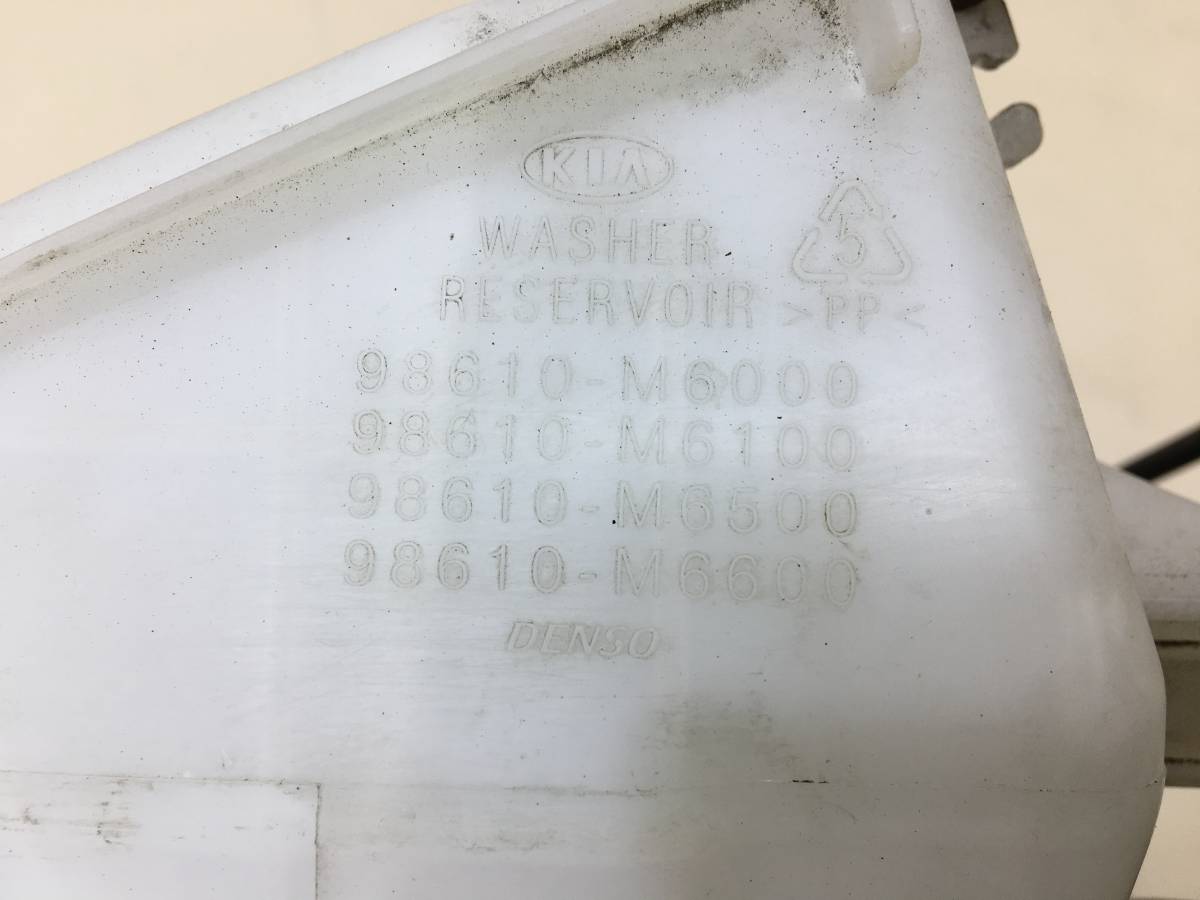 KIA
WASHER
RESERVOIR
5
>PP<
98610-M6000
98610-M6100
98610-M6500
98610-M6600
DENSO